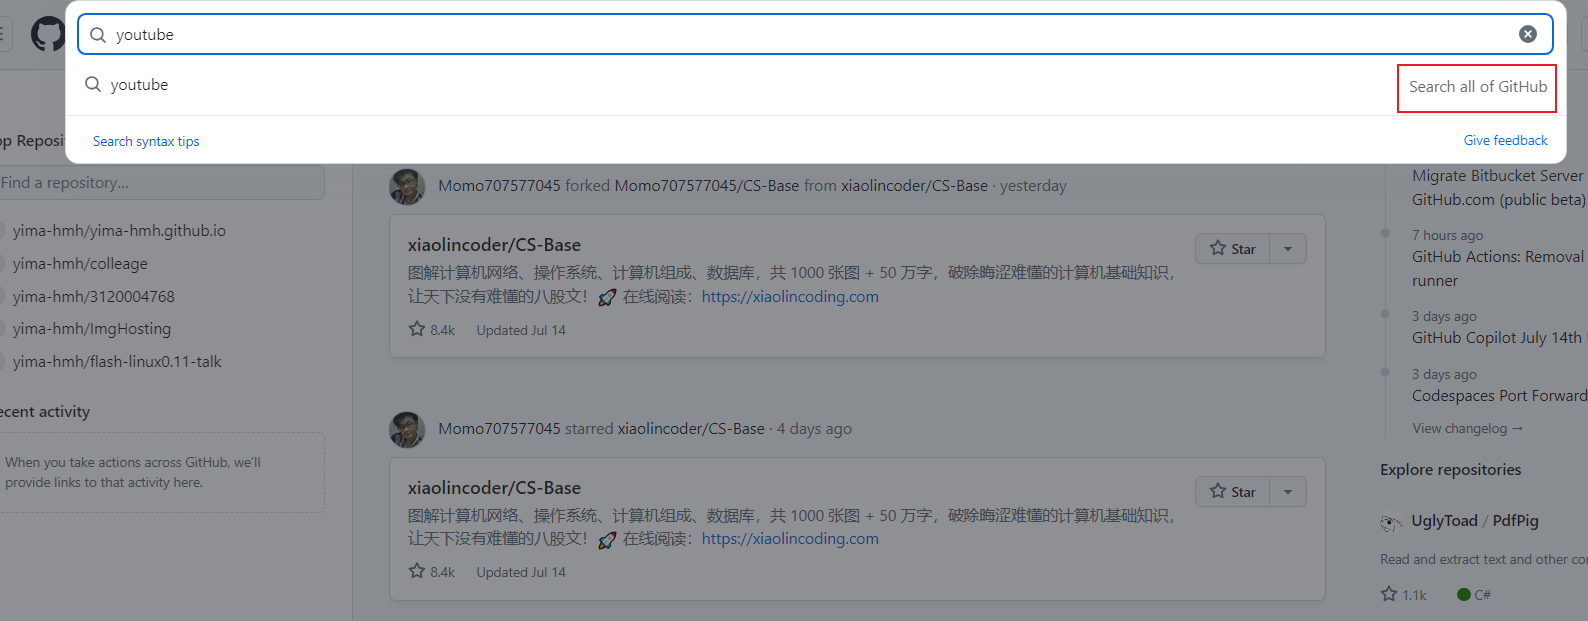 youtube
youtube
Search all of GitHub
Search syntax tips
Give feedback
op Reposi
Find a repository...
yima-hmh/yima-hmh.github.io
yima-hmh/colleage
yima-hmh/3120004768
yima-hmh/ImgHosting
yima-hmh/flash-linux0.11-talk
ecent activity
When you take actions across GitHub, we'll
provide links to that activity here.
Momo707577045 forked Momo707577045/CS-Base from xiaolincoder/CS-Base · yesterday
xiaolincoder/CS-Base
Star
图解计算机网络、操作系统、计算机组成、数据库，共 1000 张图 + 50 万字，破除晦涩难懂的计算机基础知识，
让天下没有难懂的八股文！🚀 在线阅读：https://xiaolincoding.com
8.4k Updated Jul 14
Momo707577045 starred xiaolincoder/CS-Base · 4 days ago
xiaolincoder/CS-Base
Star
图解计算机网络、操作系统、计算机组成、数据库，共 1000 张图 + 50 万字，破除晦涩难懂的计算机基础知识，
让天下没有难懂的八股文！🚀 在线阅读：https://xiaolincoding.com
8.4k Updated Jul 14
Migrate Bitbucket Server
GitHub.com (public beta)
7 hours ago
GitHub Actions: Removal
runner
3 days ago
GitHub Copilot July 14th
3 days ago
Codespaces Port Forward
View changelog →
Explore repositories
UglyToad / PdfPig
Read and extract text and other co
1.1k C#